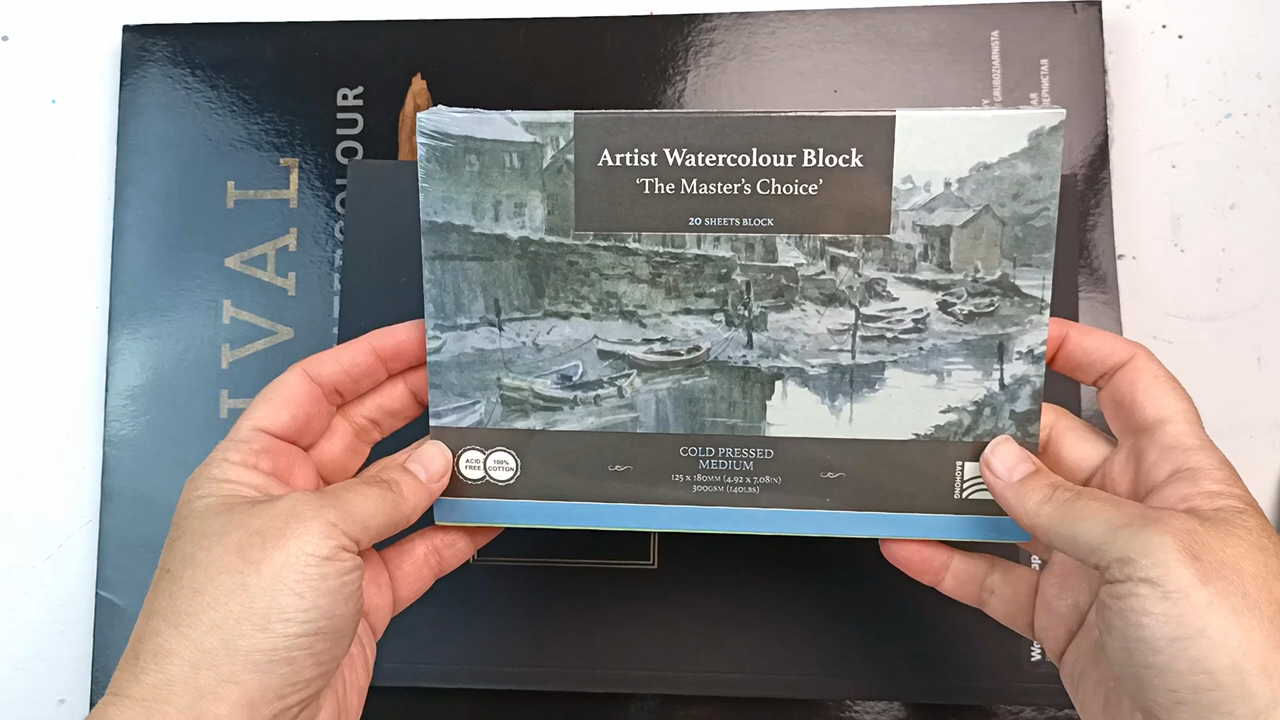 Artist Watercolour Block
‘The Master’s Choice’
20 SHEETS BLOCK
ACID FREE
100% COTTON
COLD PRESSED
MEDIUM
125 X 180MM (4.92 X 7.08IN)
300GSM (140LBS)
BAOHONG
IVAL
COLOUR
GRUBOZIARNISTA